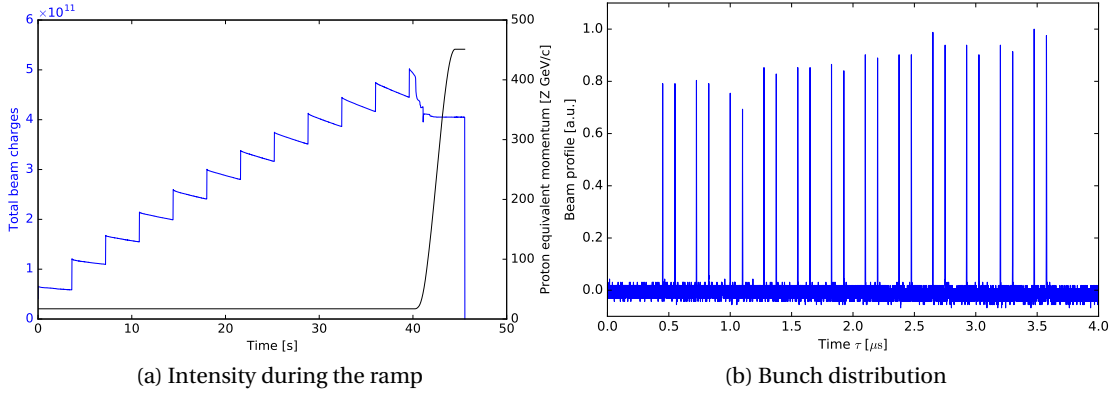 ×10¹¹
6
5
4
3
2
1
0
Total beam charges
0 10 20 30 40 50
Time [s]
500
400
300
200
100
0
Proton equivalent momentum [Z GeV/c]
(a) Intensity during the ramp
1.0
0.8
0.6
0.4
0.2
0.0
Beam profile [a.u.]
0.0 0.5 1.0 1.5 2.0 2.5 3.0 3.5 4.0
Time τ [μs]
(b) Bunch distribution